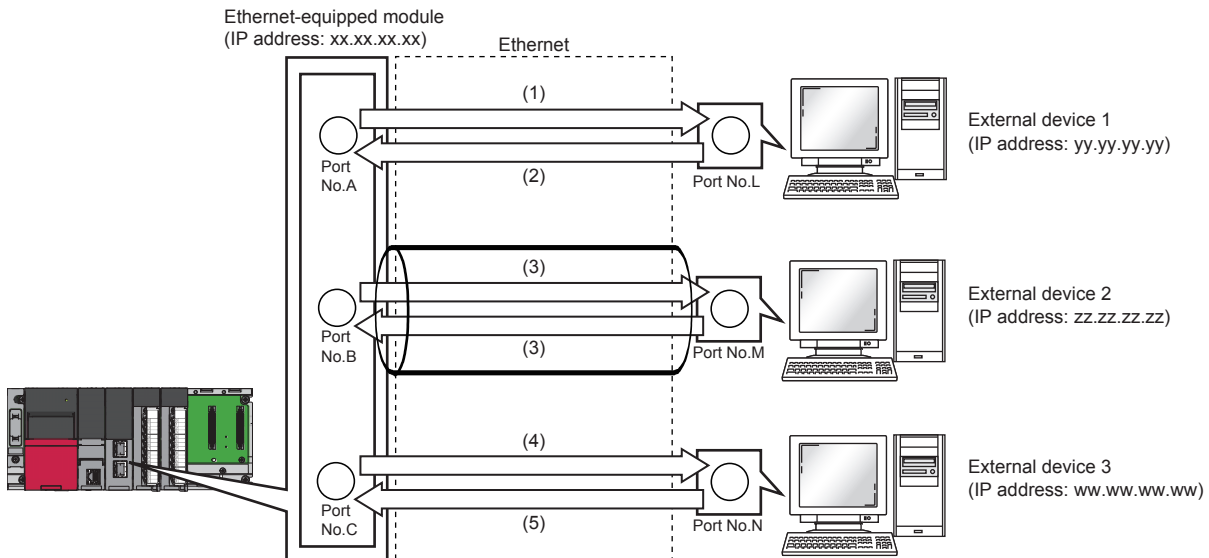 Ethernet-equipped module
(IP address: xx.xx.xx.xx)
Ethernet
(1)
Port
No.A
(2)
Port No.L
External device 1
(IP address: yy.yy.yy.yy)
(3)
Port
No.B
(3)
Port No.M
External device 2
(IP address: zz.zz.zz.zz)
(4)
Port
No.C
(5)
Port No.N
External device 3
(IP address: ww.ww.ww.ww)